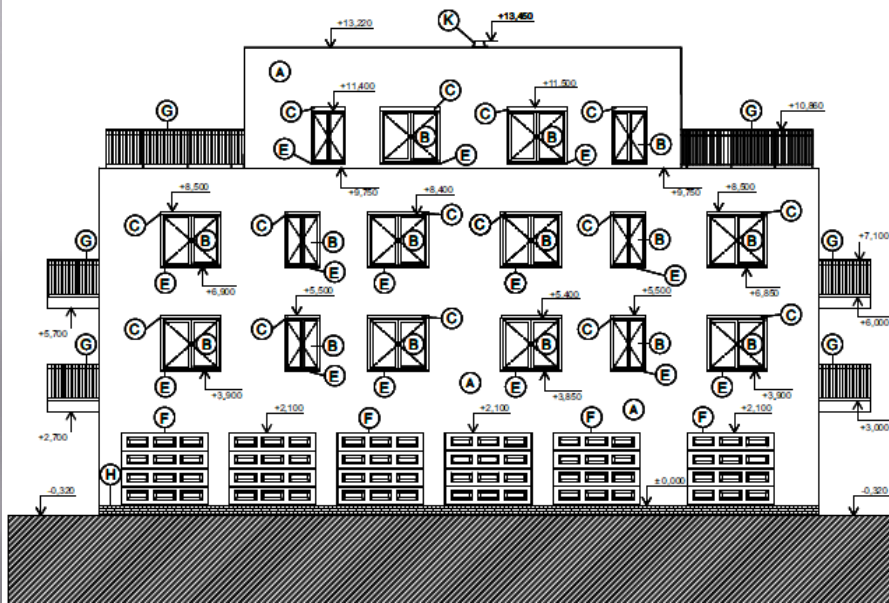 K +13,450
+13,220
A
+11,400 +11,500
C C C C
G G +10,860
B B B
E E E E
+9,750 +9,750
+8,500 +8,400 +8,500
C C C C C C
G B B B B B B G +7,100
E E E E E E
+6,900 +6,850
+5,700 +5,500 +5,400 +5,500 +6,000
C C C C C C
G B B B B B B G
E E E E E E
+3,900 A +3,850 +3,900
+2,700 F +2,100 F +2,100 F A F +2,100 +3,000
H
-0,320 ±0,000 -0,320